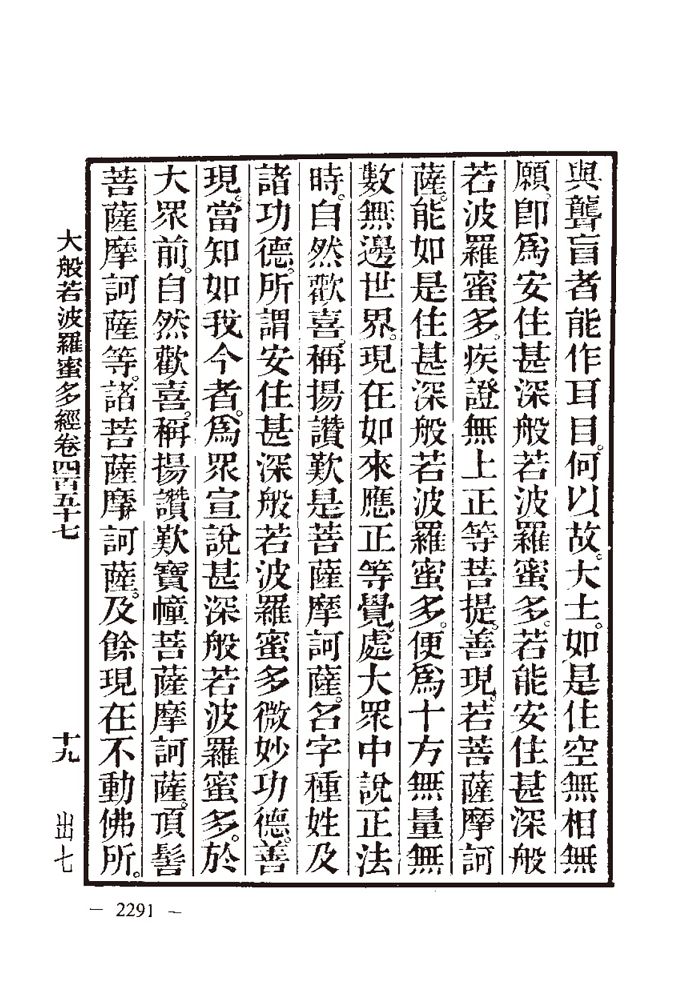 與聾盲者能作耳目。何以故。大士。如是住空無相無
願。卽爲安住甚深般若波羅蜜多。若能安住甚深般
若波羅蜜多。疾證無上正等菩提。善現。若菩薩摩訶
薩。能如是住甚深般若波羅蜜多。便爲十方無量無
數無邊世界。現在如來應正等覺。處大眾中說正法
時。自然歡喜。稱揚讚歎是菩薩摩訶薩。名字種姓及
諸功德。所謂安住甚深般若波羅蜜多微妙功德。善
現。當知如我今者。爲眾宣說甚深般若波羅蜜多。於
大眾前。自然歡喜。稱揚讚歎寶幢菩薩摩訶薩。頂髻
菩薩摩訶薩等。諸菩薩摩訶薩。及餘現在不動佛所。
大般若波羅蜜多經卷四百五十七 十九 出七
— 2291 —